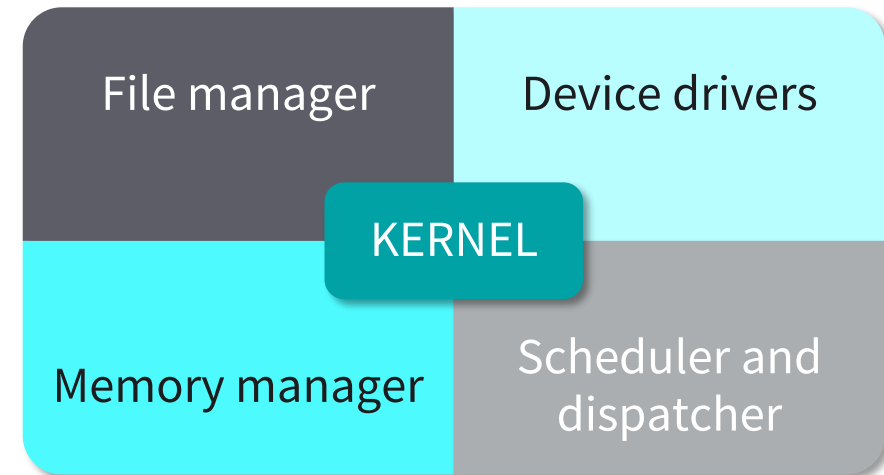 File manager
Device drivers
KERNEL
Memory manager
Scheduler and
dispatcher